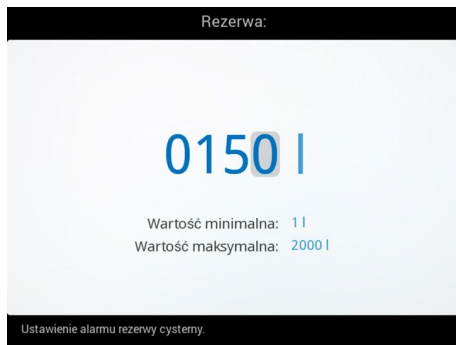 Rezerwa:
0150 l
Wartość minimalna: 1 l
Wartość maksymalna: 2000 l
Ustawienie alarmu rezerwy cysterny.